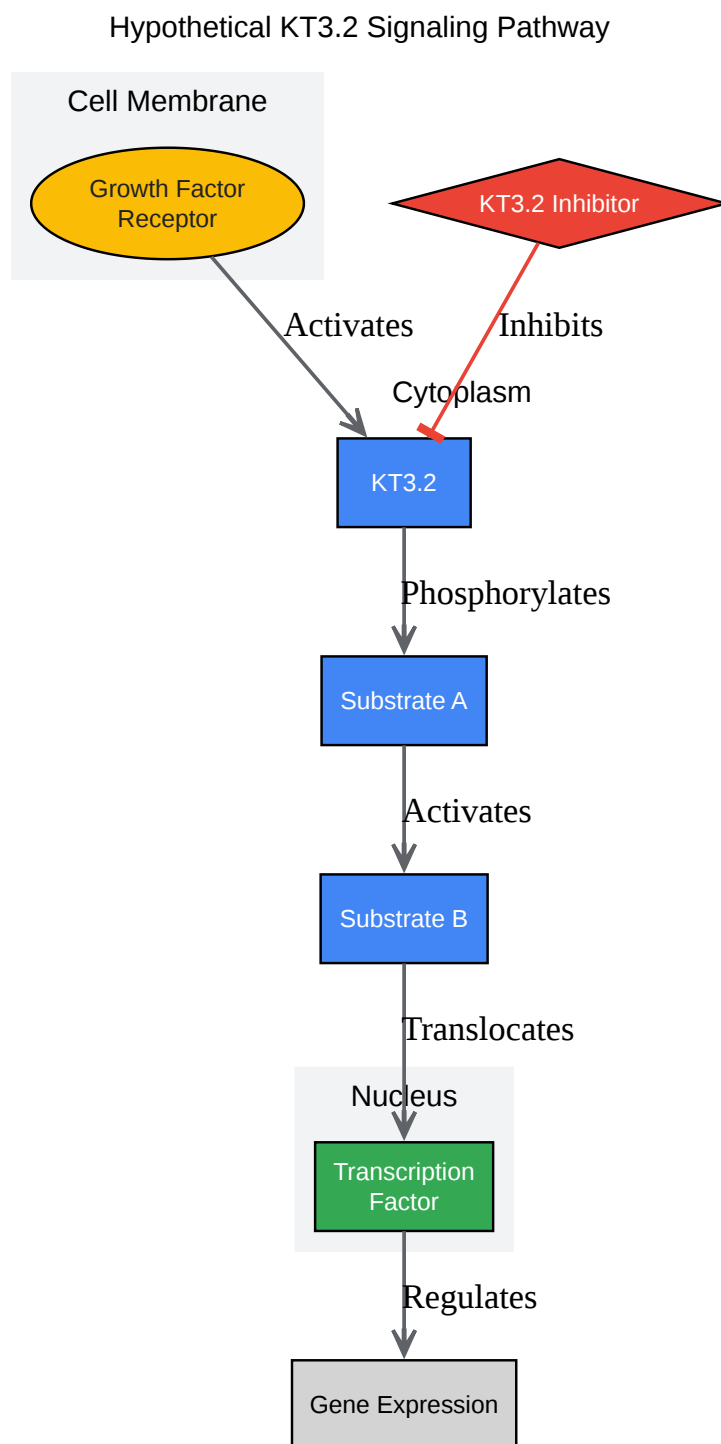 Hypothetical KT3.2 Signaling Pathway
Cell Membrane
Growth Factor
Receptor
KT3.2 Inhibitor
Activates
Inhibits
Cytoplasm
KT3.2
Phosphorylates
Substrate A
Activates
Substrate B
Translocates
Nucleus
Transcription
Factor
Regulates
Gene Expression